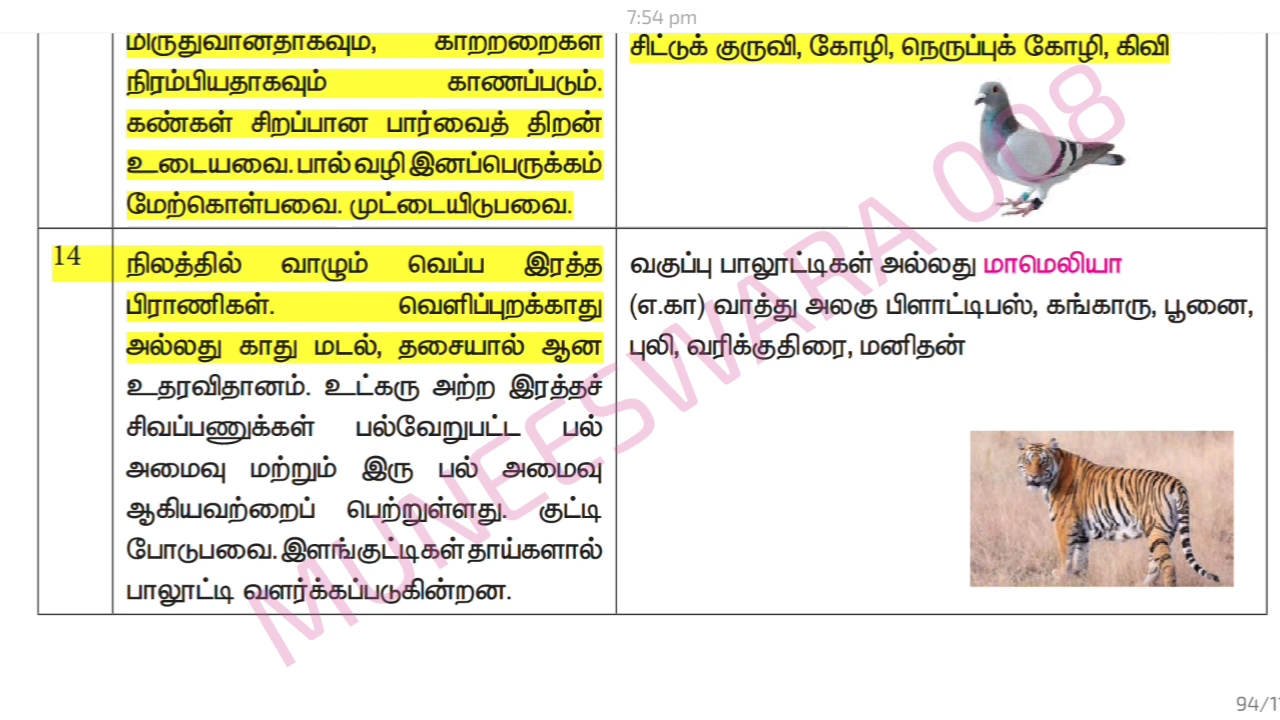 7:54 pm
மிருதுவானதாகவும், காற்றறைகள்
நிரம்பியதாகவும் காணப்படும்.
கண்கள் சிறப்பான பார்வைத் திறன்
உடையவை. பால் வழி இனப்பெருக்கம்
மேற்கொள்பவை. முட்டையிடுபவை.
சிட்டுக் குருவி, கோழி, நெருப்புக் கோழி, கிவி
14
நிலத்தில் வாழும் வெப்ப இரத்த
பிராணிகள். வெளிப்புறக்காது
அல்லது காது மடல், தசையால் ஆன
உதரவிதானம். உட்கரு அற்ற இரத்தச்
சிவப்பணுக்கள் பல்வேறுபட்ட பல்
அமைவு மற்றும் இரு பல் அமைவு
ஆகியவற்றைப் பெற்றுள்ளது. குட்டி
போடுபவை. இளங்குட்டிகள் தாய்களால்
பாலூட்டி வளர்க்கப்படுகின்றன.
வகுப்பு பாலூட்டிகள் அல்லது மாமெலியா
(எ.கா) வாத்து அலகு பிளாட்டிபஸ், கங்காரு, பூனை,
புலி, வரிக்குதிரை, மனிதன்
MUNEESWARA 008